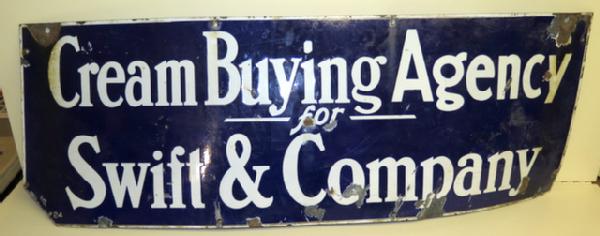 Cream Buying Agency
for
Swift & Company